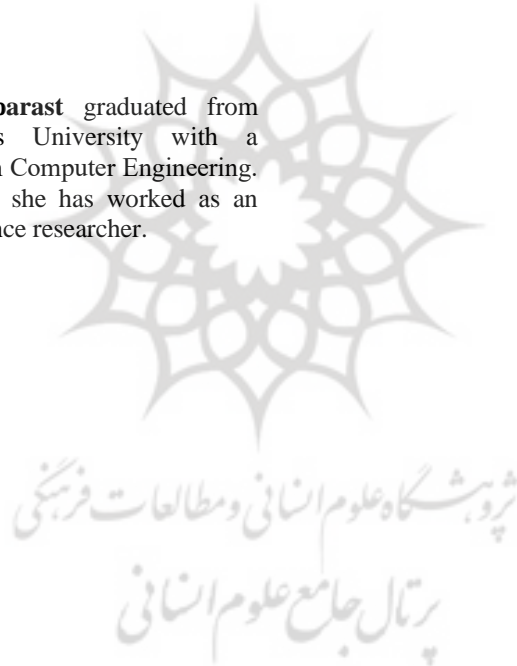 parast graduated from
s University with a
n Computer Engineering.
she has worked as an
nce researcher.
پژوهشگاه علوم انسانی و مطالعات فرهنگی
پرتال جامع علوم انسانی